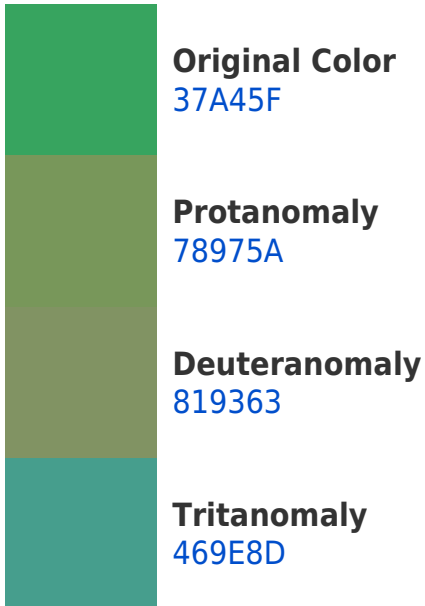 Original Color
37A45F
Protanomaly
78975A
Deuteranomaly
819363
Tritanomaly
469E8D